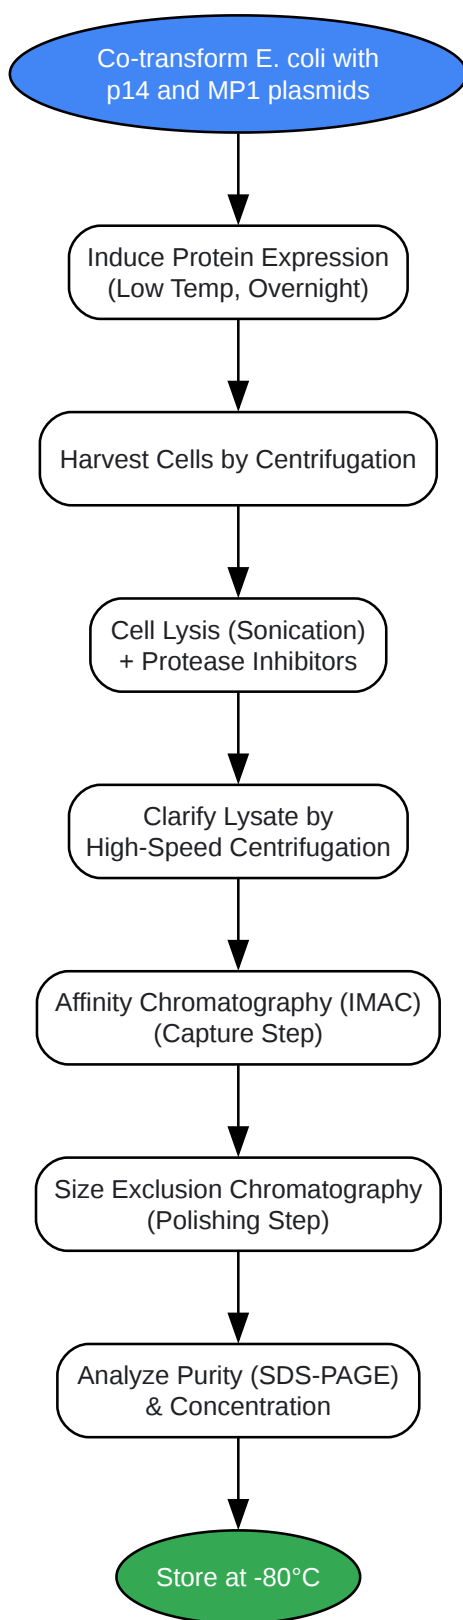 Co-transform E. coli with
p14 and MP1 plasmids
Induce Protein Expression
(Low Temp, Overnight)
Harvest Cells by Centrifugation
Cell Lysis (Sonication)
+ Protease Inhibitors
Clarify Lysate by
High-Speed Centrifugation
Affinity Chromatography (IMAC)
(Capture Step)
Size Exclusion Chromatography
(Polishing Step)
Analyze Purity (SDS-PAGE)
& Concentration
Store at -80°C